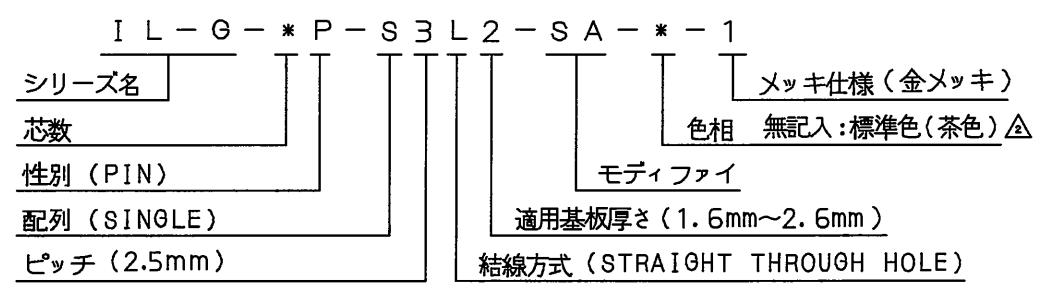 IL-G-*P-S3L2-SA-*-1
シリーズ名
メッキ仕様(金メッキ)
芯数
色相 無記入:標準色(茶色) 2
性別 (PIN)
モディファイ
配列 (SINGLE)
適用基板厚さ(1.6mm~2.6mm)
ピッチ (2.5mm)
結線方式 (STRAIGHT THROUGH HOLE)